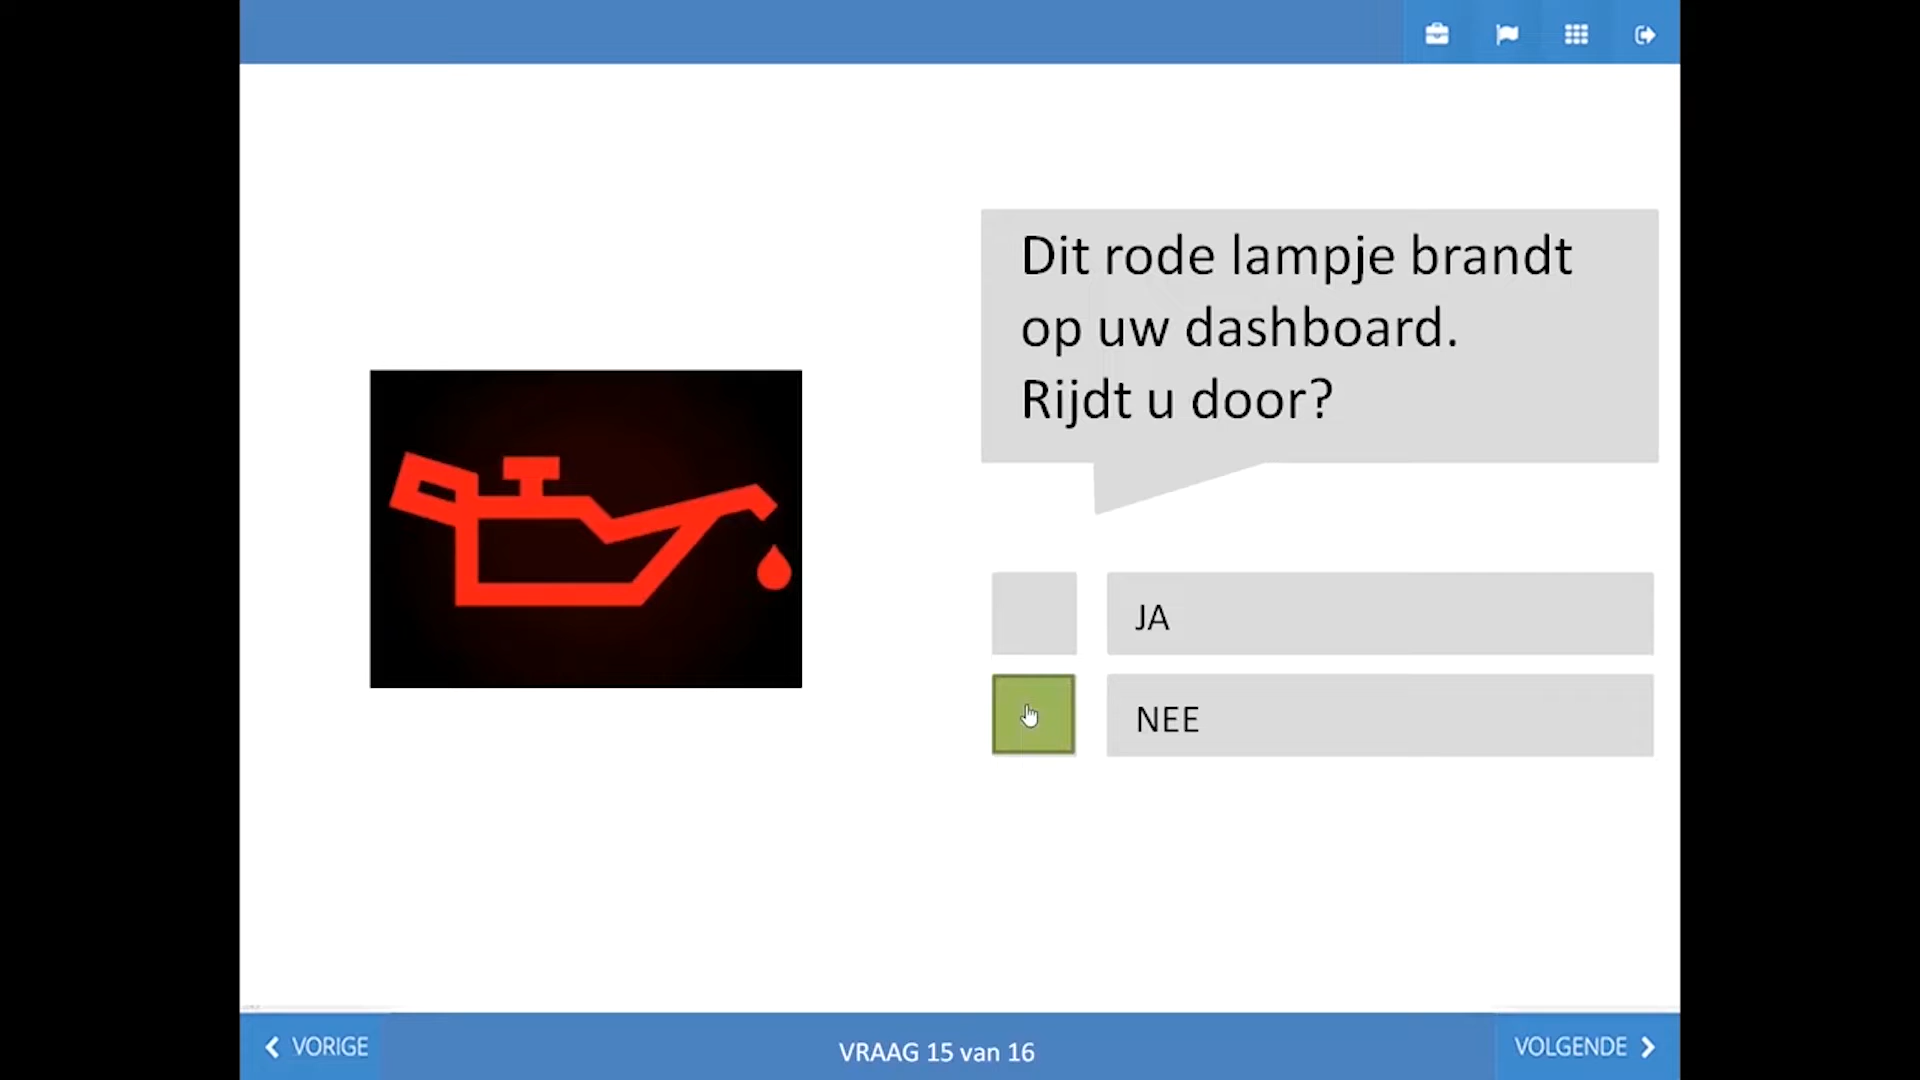 Dit rode lampje brandt
op uw dashboard.
Rijdt u door?
JA
NEE
VORIGE
VRAAG 15 van 16
VOLGENDE